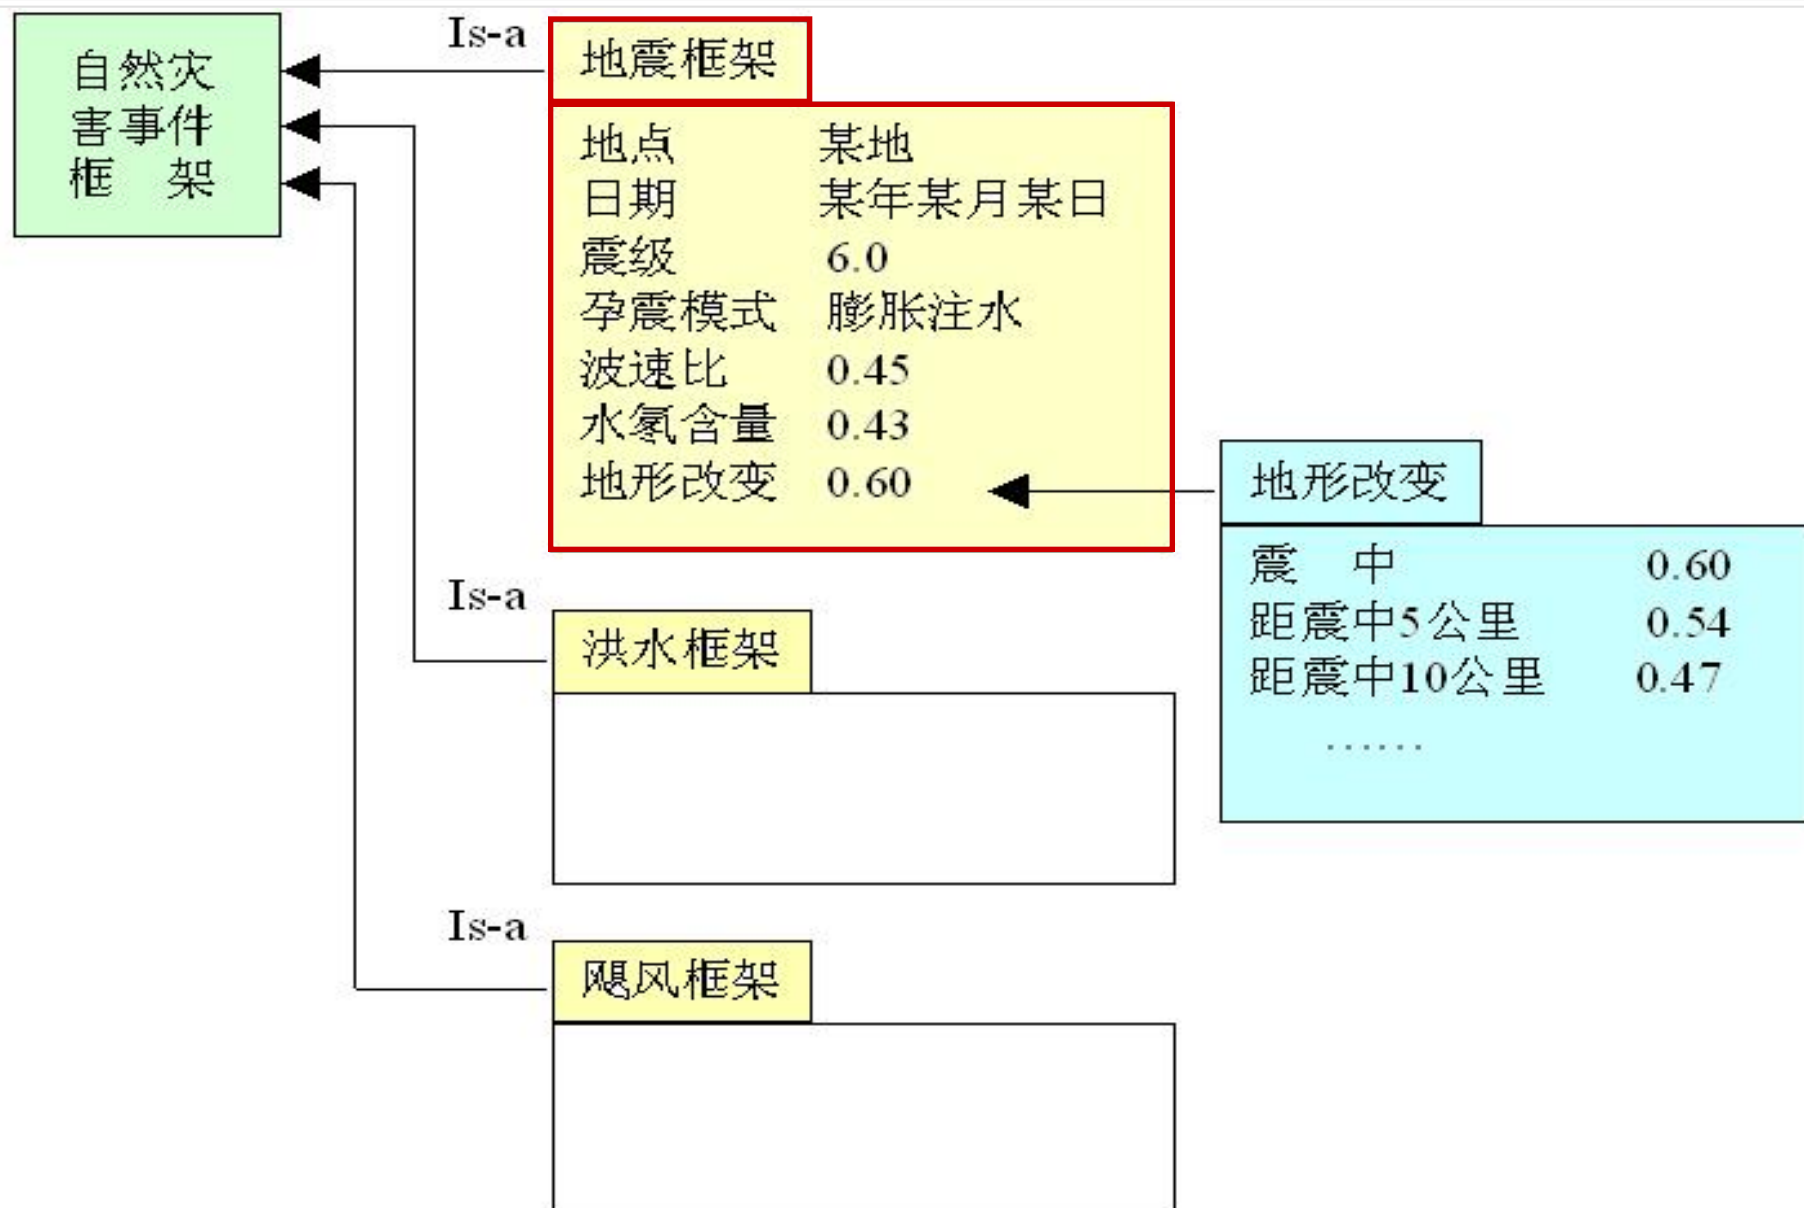 自然灾
害事件
框 架
Is-a
地震框架
地点 某地
日期 某年某月某日
震级 6.0
孕震模式 膨胀注水
波速比 0.45
水氡含量 0.43
地形改变 0.60
地形改变
震 中 0.60
距震中5公里 0.54
距震中10公里 0.47
······
Is-a
洪水框架
Is-a
飓风框架